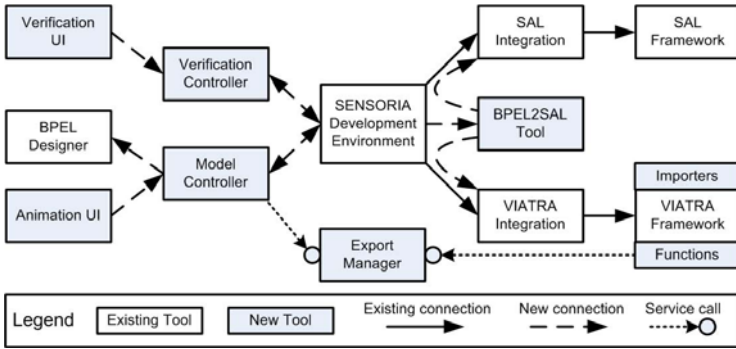 Verification
UI
Verification
Controller
SAL
Integration
SAL
Framework
BPEL
Designer
SENSORIA
Development
Environment
BPEL2SAL
Tool
Model
Controller
Animation UI
Importers
VIATRA
Integration
VIATRA
Framework
Export
Manager
Functions
Legend
Existing Tool
New Tool
Existing connection
New connection
Service call